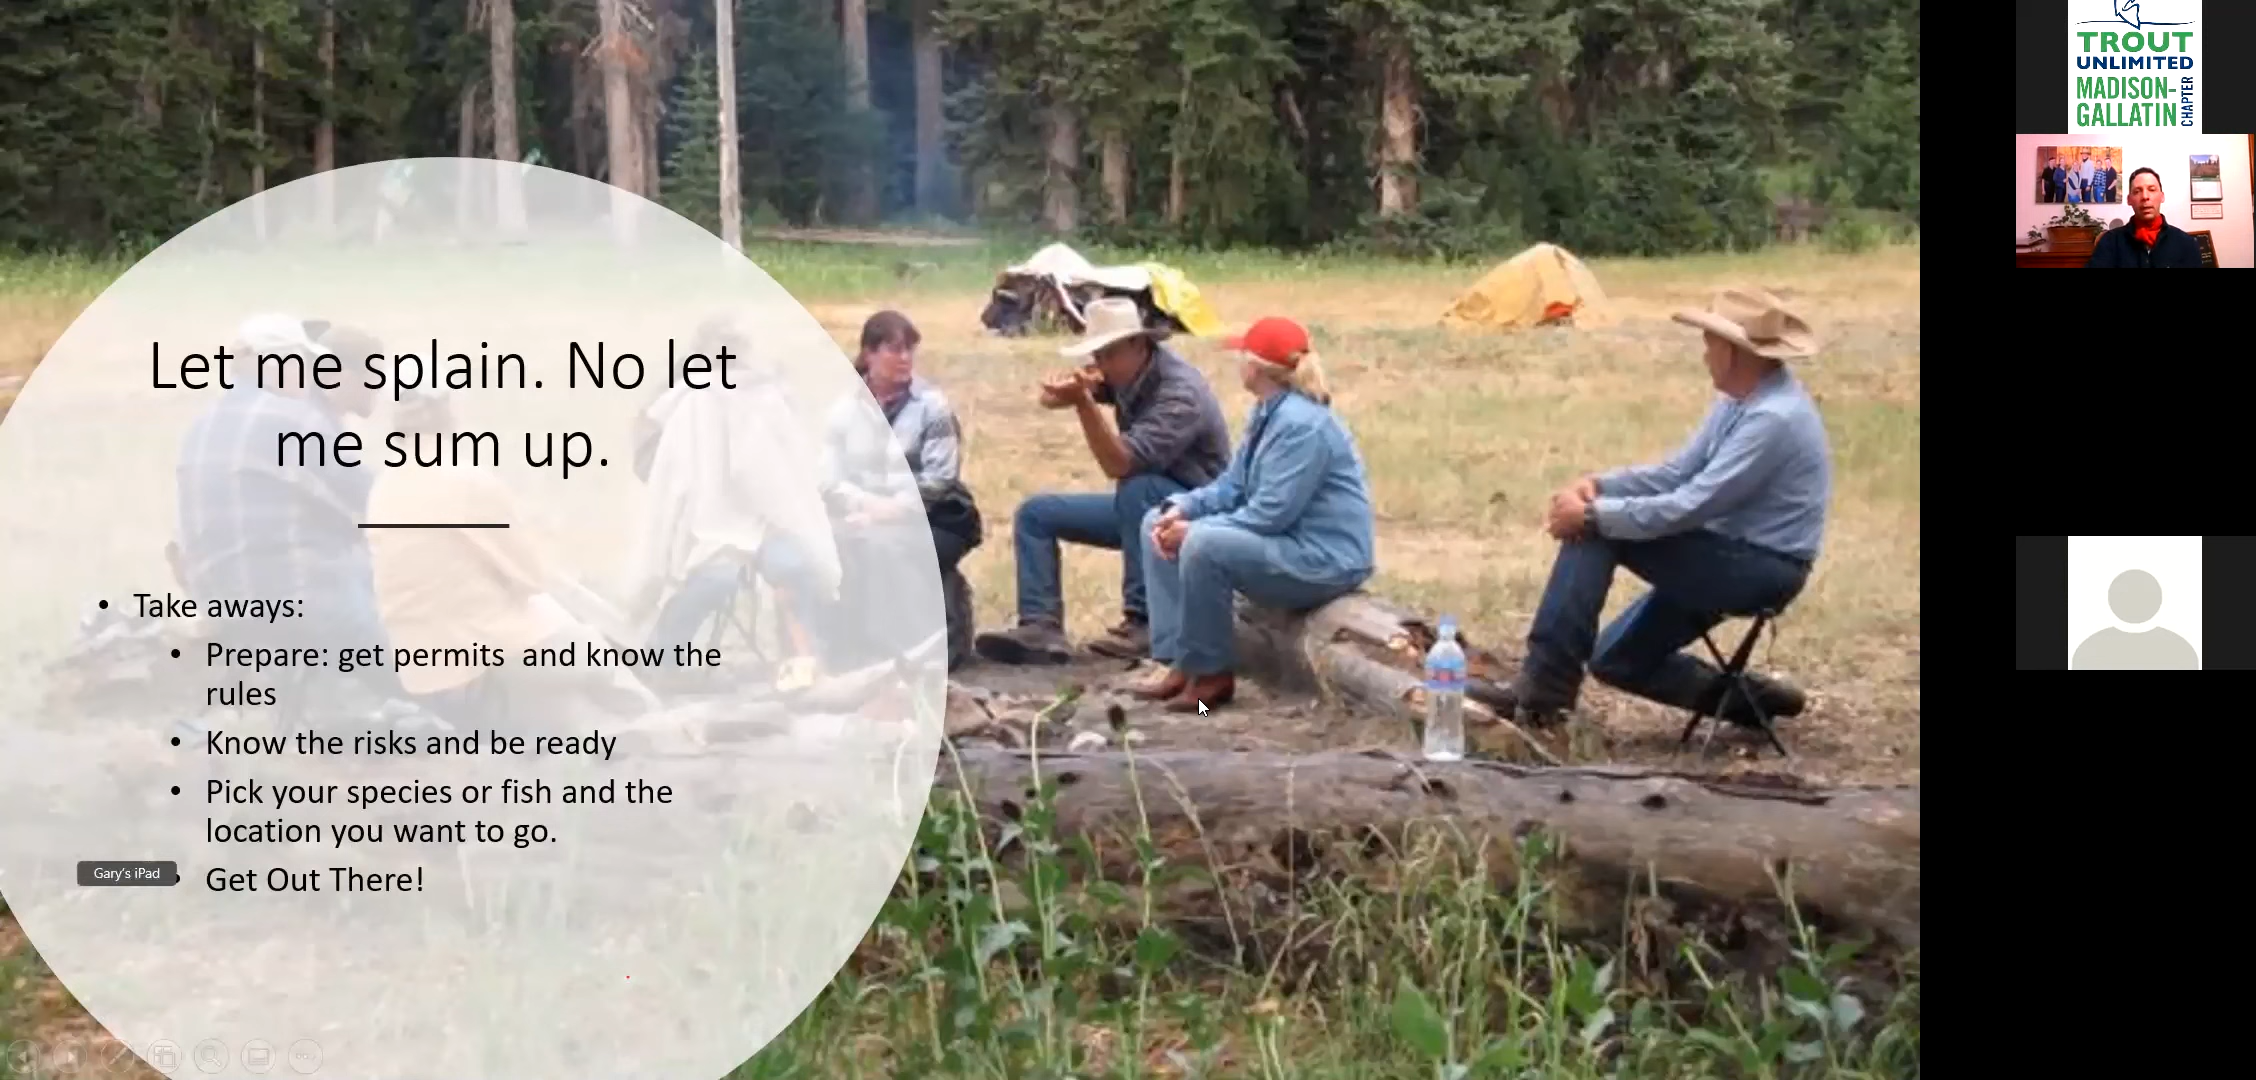 Let me splain. No let
me sum up.
• Take aways:
• Prepare: get permits and know the
rules
• Know the risks and be ready
• Pick your species or fish and the
location you want to go.
• Get Out There!
Gary's iPad
TROUT
UNLIMITED
MADISON-
GALLATIN
CHAPTER